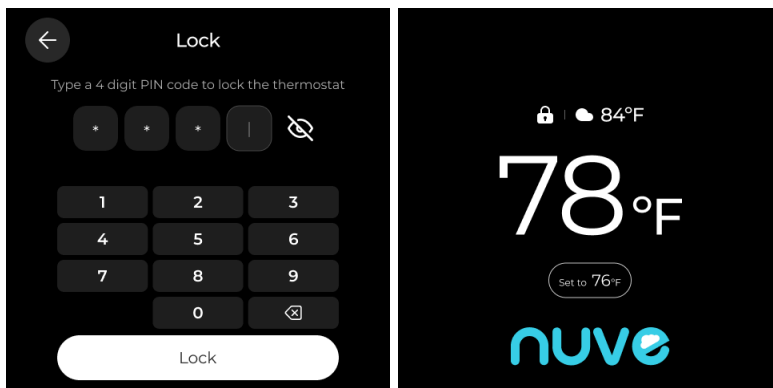 Lock
Type a 4 digit PIN code to lock the thermostat
* * *
1 2 3
4 5 6
7 8 9
0
Lock
84°F
78°F
Set to 76°F
nuve